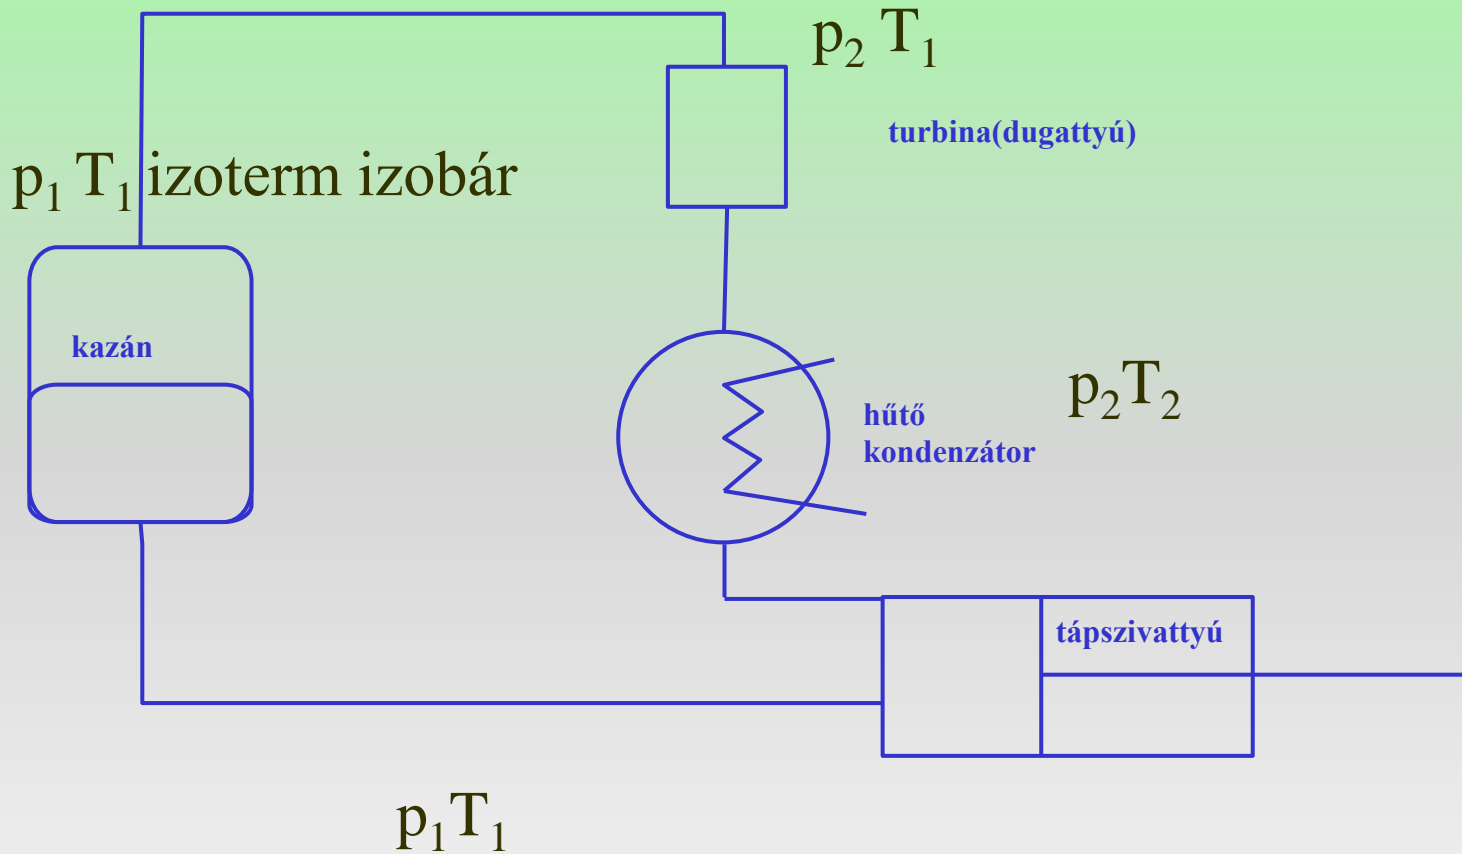 p₂ T₁
turbina(dugattyú)
p₁ T₁ izoterm izobár
kazán
p₂T₂
hűtő
kondenzátor
tápszivattyú
p₁T₁